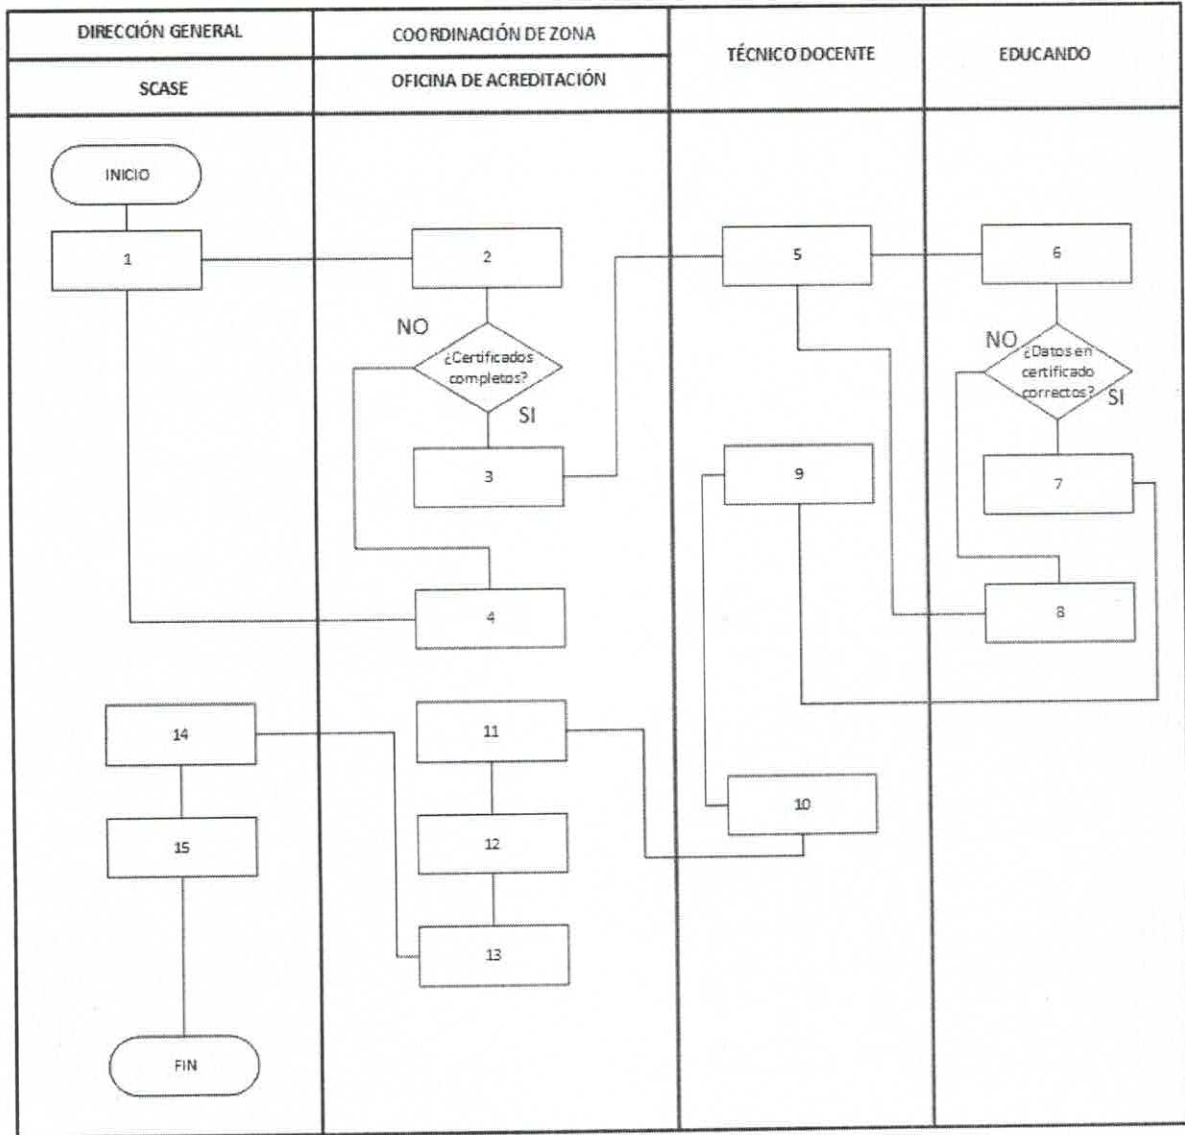 DIRECCIÓN GENERAL
COORDINACIÓN DE ZONA
TÉCNICO DOCENTE
EDUCANDO
SCASE
OFICINA DE ACREDITACIÓN
INICIO
1
2
5
6
NO
¿Certificados
completos?
SI
NO
¿Datos en
certificado
correctos?
SI
3
9
7
4
8
14
11
10
15
12
13
FIN